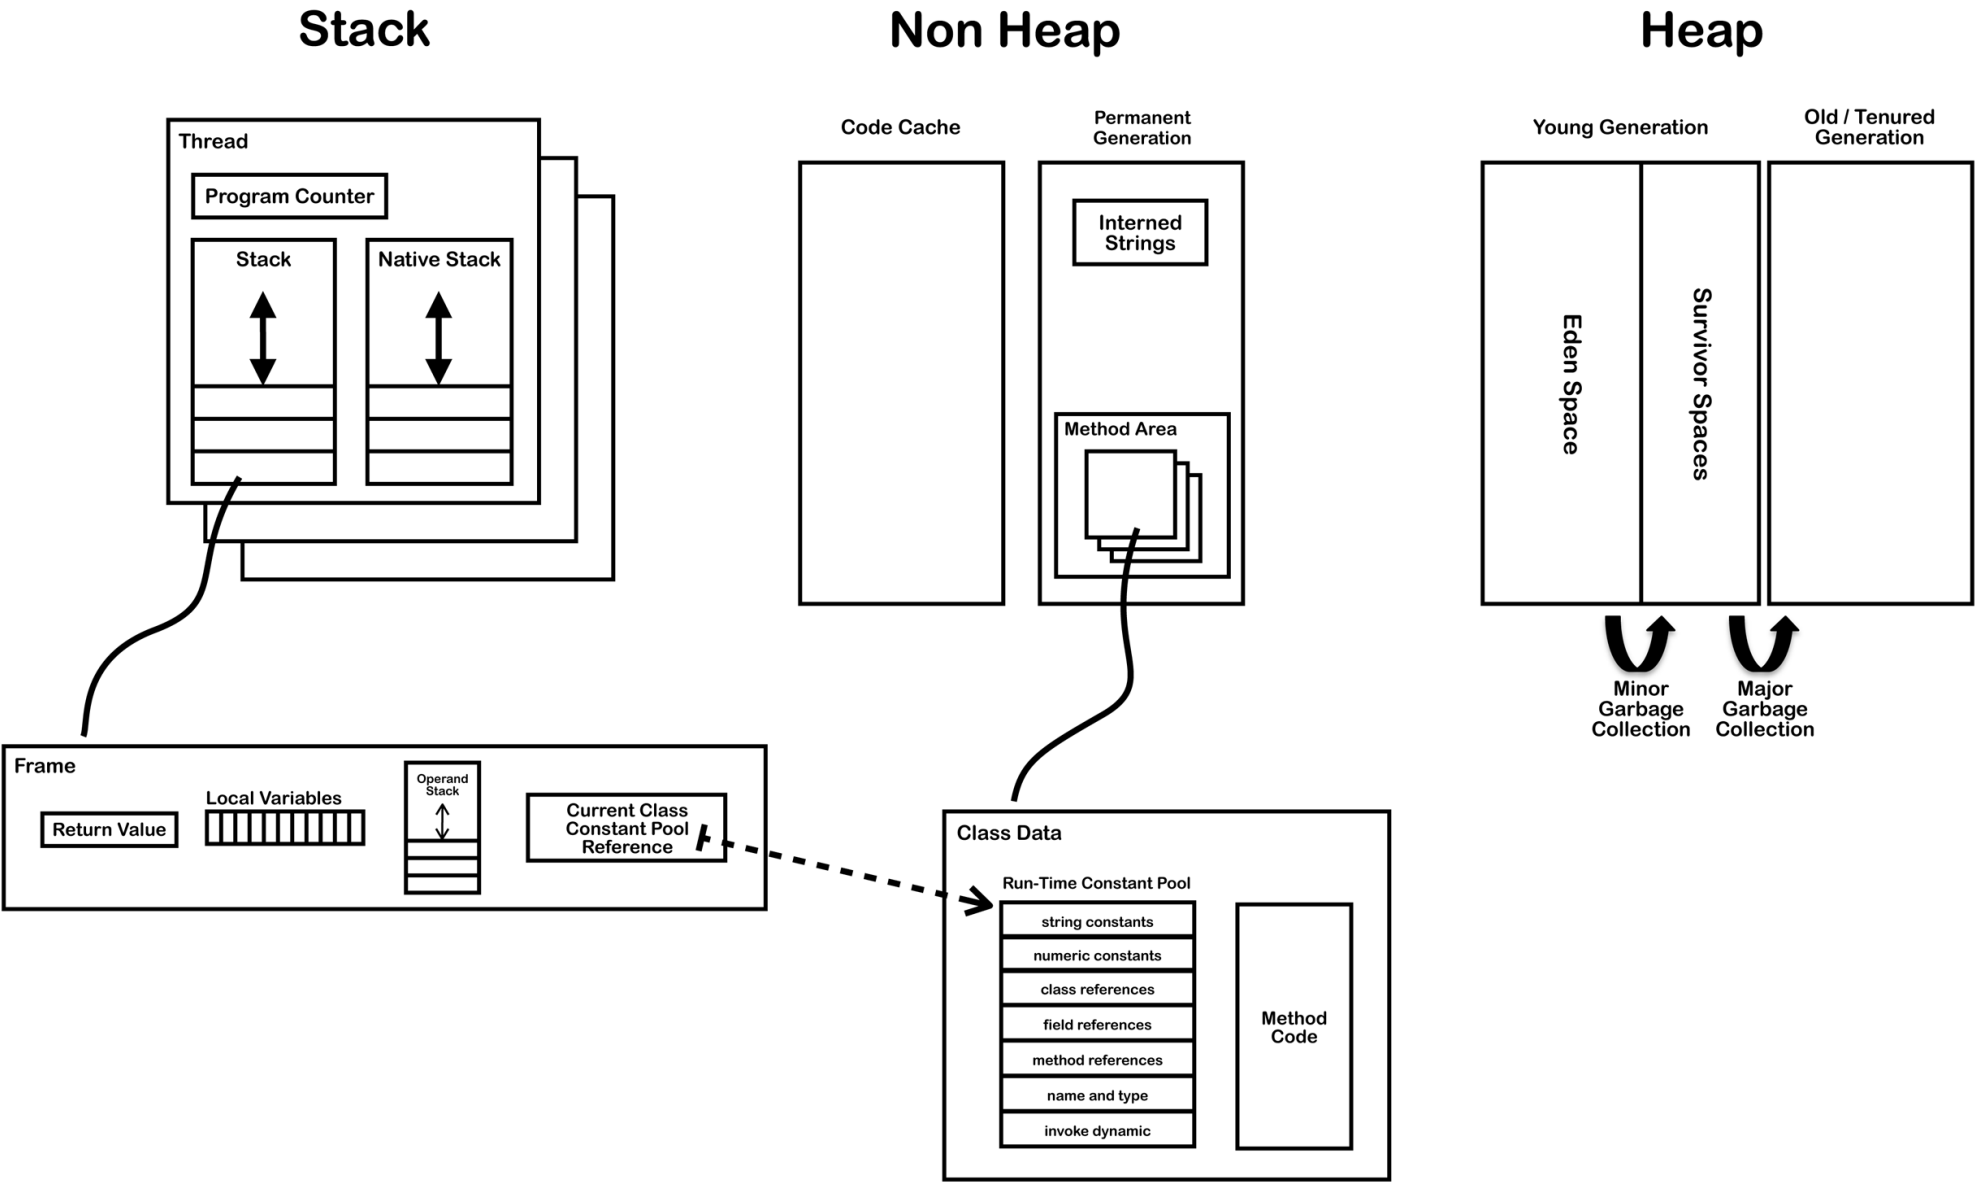 Stack
Non Heap
Heap
Thread
Program Counter
Stack
Native Stack
Code Cache
Permanent
Generation
Interned
Strings
Method Area
Young Generation
Old / Tenured
Generation
Eden Space
Survivor Spaces
Minor
Garbage
Collection
Major
Garbage
Collection
Frame
Return Value
Local Variables
Operand
Stack
Current Class
Constant Pool
Reference
Class Data
Run-Time Constant Pool
string constants
numeric constants
class references
field references
method references
name and type
invoke dynamic
Method
Code